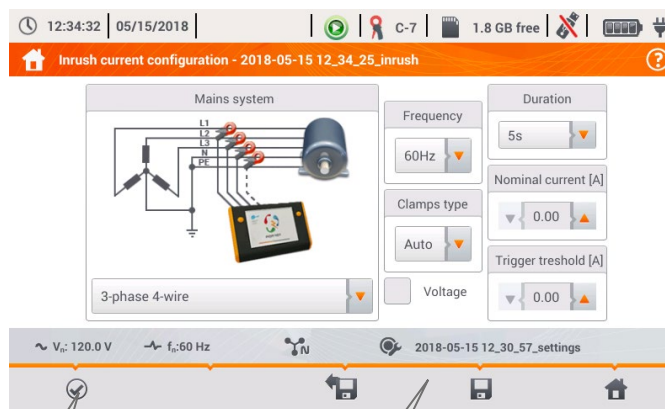 12:34:32 05/15/2018 C-7 1.8 GB free
Inrush current configuration - 2018-05-15 12_34_25_inrush ?
Mains system
L1
L2
L3
N
PE
3-phase 4-wire
Frequency
60Hz
Clamps type
Auto
Voltage
Duration
5s
Nominal current [A]
0.00
Trigger treshold [A]
0.00
Vn: 120.0 V fn:60 Hz N 2018-05-15 12_30_57_settings